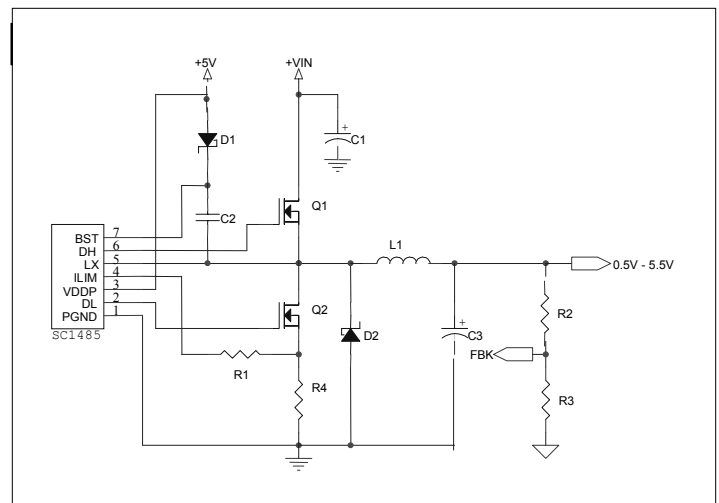 +5V
+VIN
D1
+
C1
Q1
C2
BST 7
DH 6
LX 5
ILIM 4
VDDP 3
DL 2
PGND 1
SC1485
L1
0.5V - 5.5V
Q2
D2
+
C3
R2
FBK
R1
R4
R3